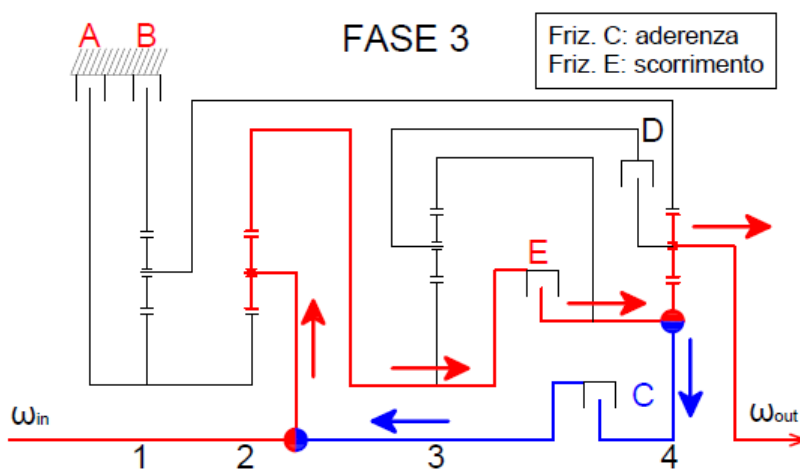 A B
FASE 3
Friz. C: aderenza
Friz. E: scorrimento
D
E
C
ωin
ωout
1 2 3 4